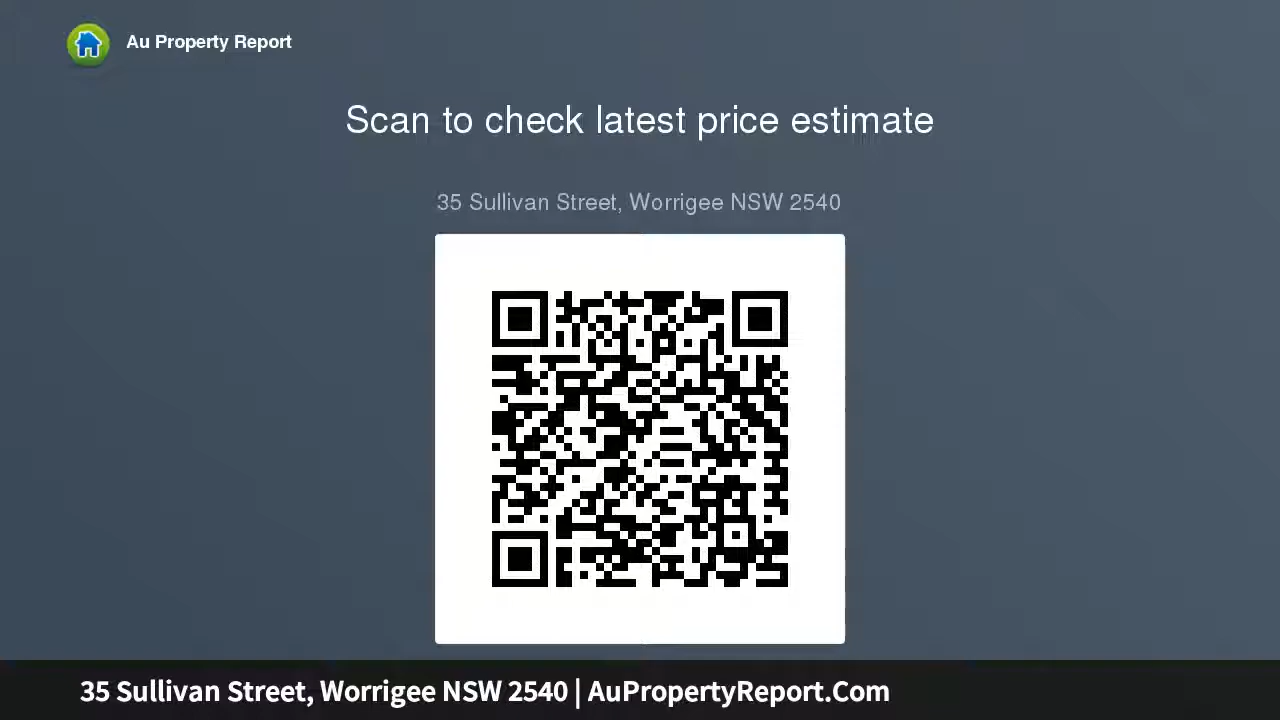 Au Property Report
Scan to check latest price estimate
35 Sullivan Street, Worrigee NSW 2540
35 Sullivan Street, Worrigee NSW 2540 | AuPropertyReport.Com